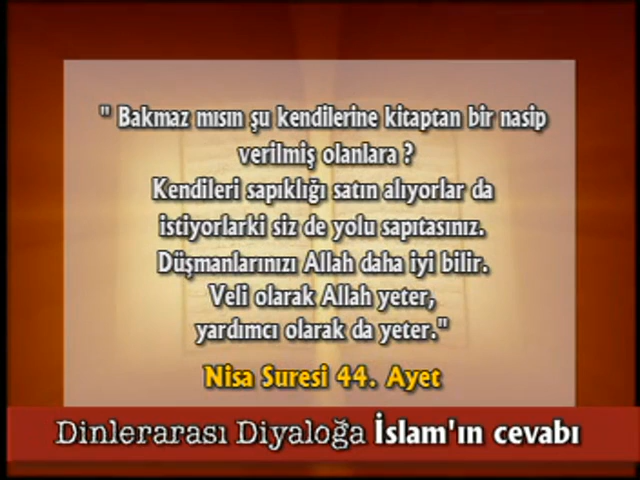 " Bakmaz mısın şu kendilerine kitaptan bir nasip
verilmiş olanlara ?
Kendileri sapıklığı satın alıyorlar da
istiyorlarki siz de yolu sapıtasınız.
Düşmanlarınızı Allah daha iyi bilir.
Veli olarak Allah yeter,
yardımcı olarak da yeter."
Nisa Suresi 44. Ayet
Dinlerarası Diyaloğa İslam'ın cevabı